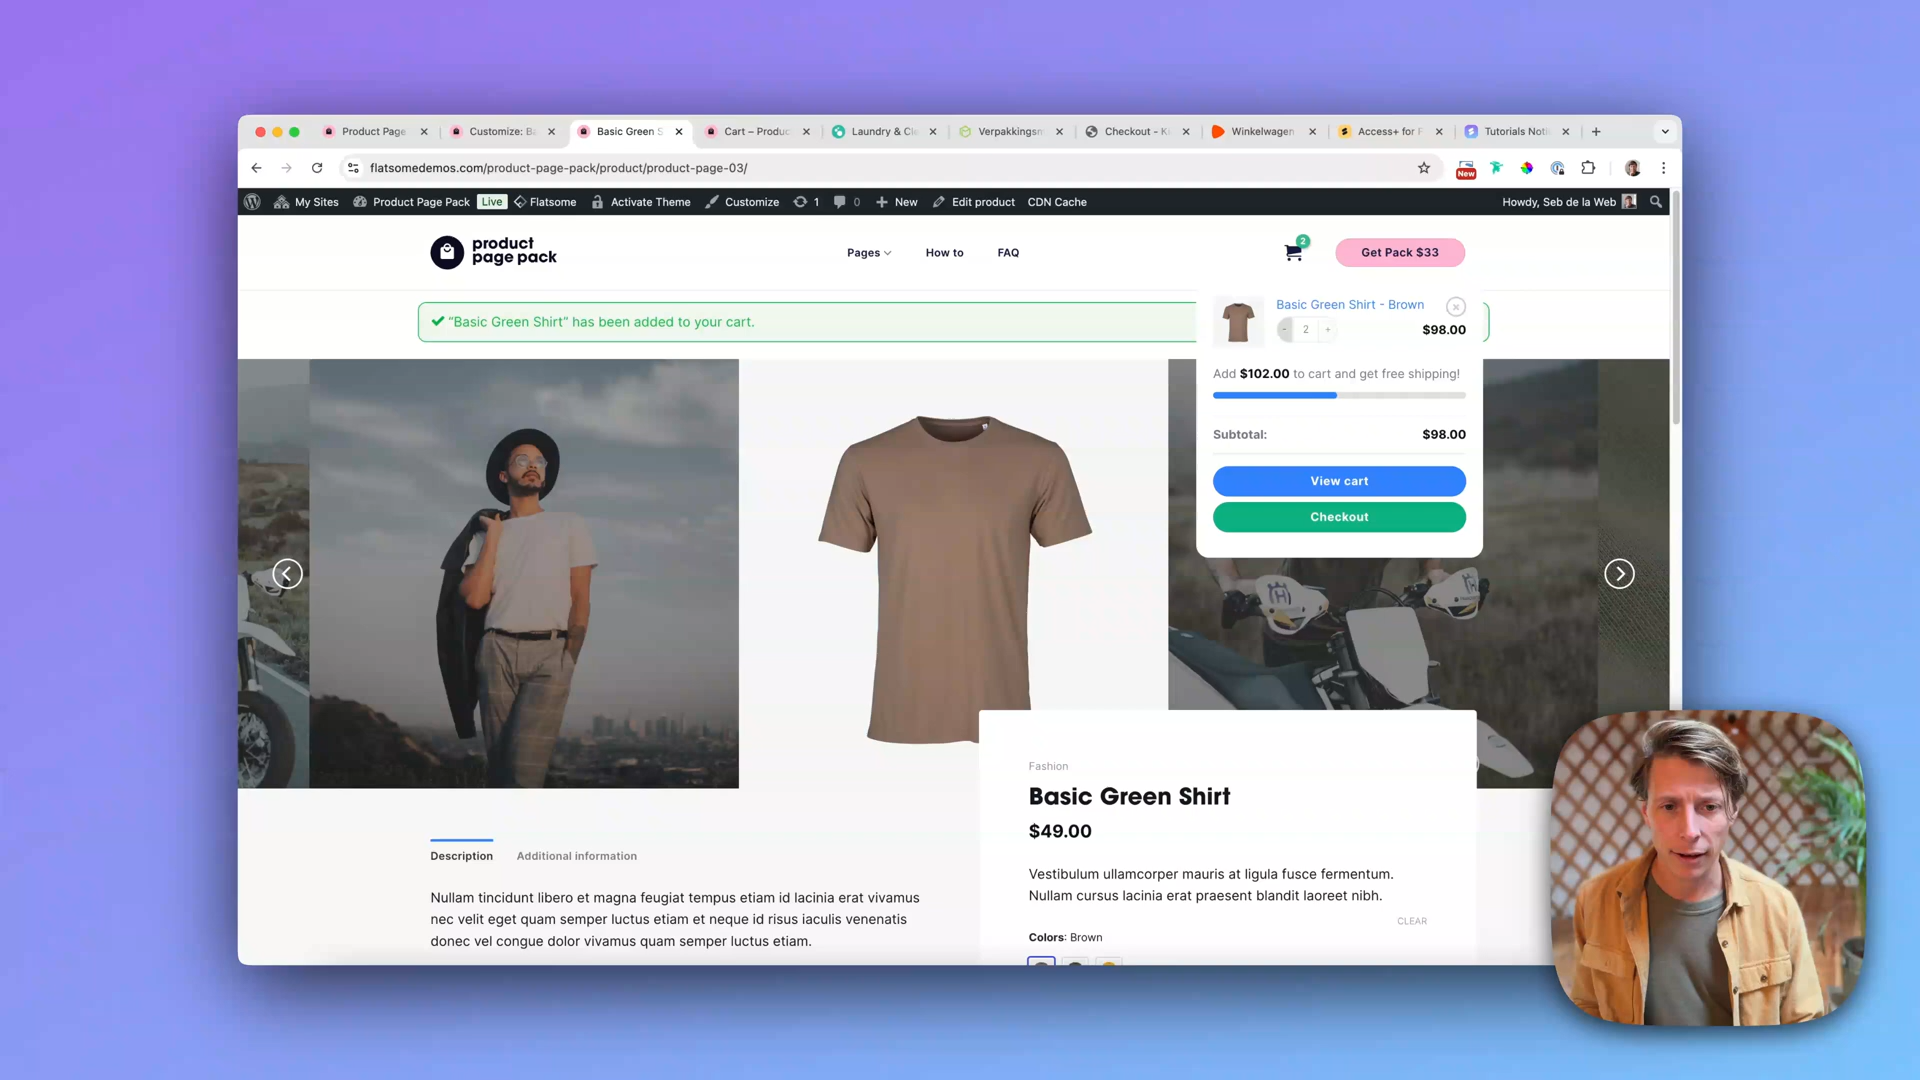 Product Page
Customize: Ba
Basic Green S
Cart – Produc
Laundry & Cle
Verpakkingsm
Checkout - K
Winkelwagen
Access+ for F
Tutorials Noti
flatsomedemos.com/product-page-pack/product/product-page-03/
New
My Sites
Product Page Pack
Live
Flatsome
Activate Theme
Customize
1
0
New
Edit product
CDN Cache
Howdy, Seb de la Web
product
page pack
Pages
How to
FAQ
2
Get Pack $33
“Basic Green Shirt” has been added to your cart.
Basic Green Shirt - Brown
- 2 +
$98.00
Add $102.00 to cart and get free shipping!
Subtotal:
$98.00
View cart
Checkout
Fashion
Basic Green Shirt
$49.00
Vestibulum ullamcorper mauris at ligula fusce fermentum.
Nullam cursus lacinia erat praesent blandit laoreet nibh.
CLEAR
Colors: Brown
Description
Additional information
Nullam tincidunt libero et magna feugiat tempus etiam id lacinia erat vivamus
nec velit eget quam semper luctus etiam et neque id risus iaculis venenatis
donec vel congue dolor vivamus quam semper luctus etiam.